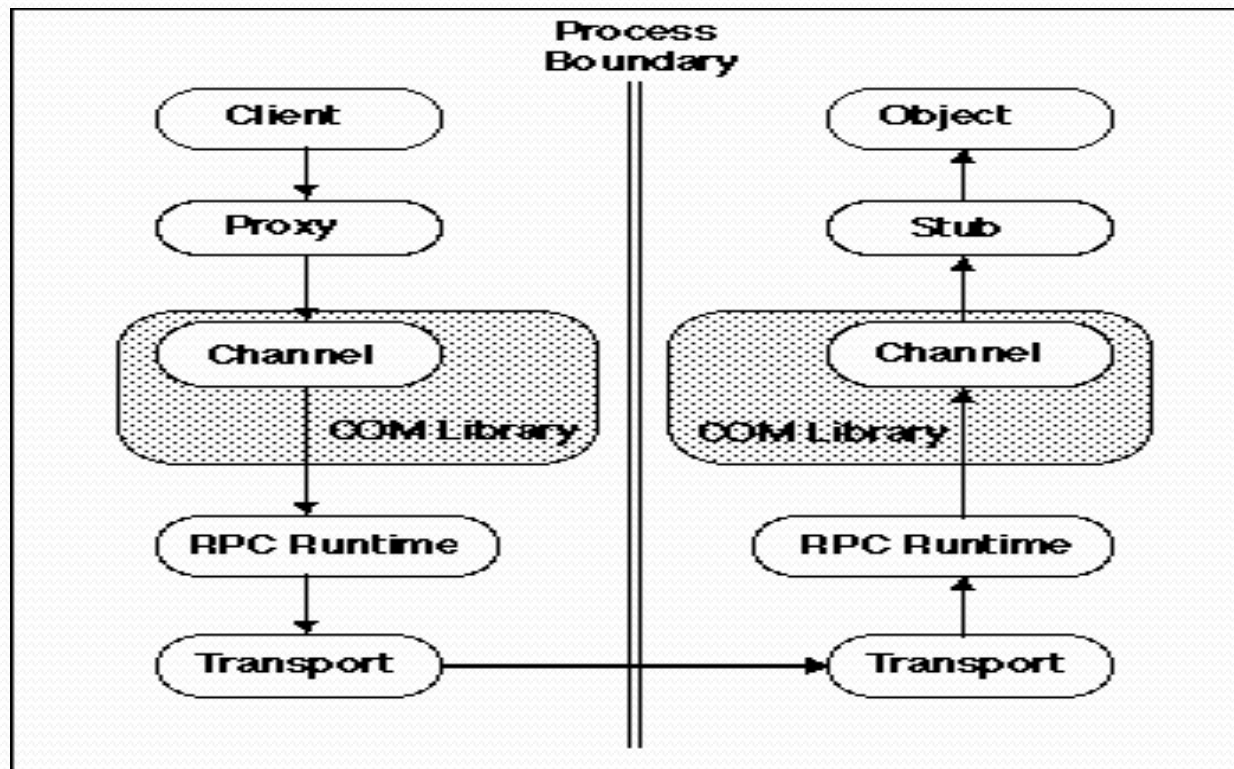 Process
Boundary
Client
Object
Proxy
Stub
Channel
Channel
COM Library
COM Library
RPC Runtime
RPC Runtime
Transport
Transport